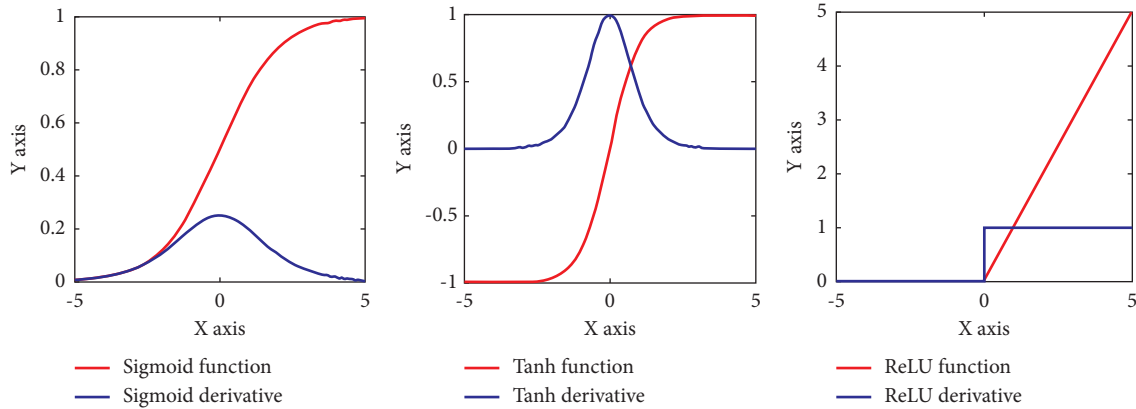 1
0.8
0.6
0.4
0.2
0
-5 0 5
Y axis
X axis
Sigmoid function
Sigmoid derivative
1
0.5
0
-0.5
-1
-5 0 5
Y axis
X axis
Tanh function
Tanh derivative
5
4
3
2
1
0
-5 0 5
Y axis
X axis
ReLU function
ReLU derivative